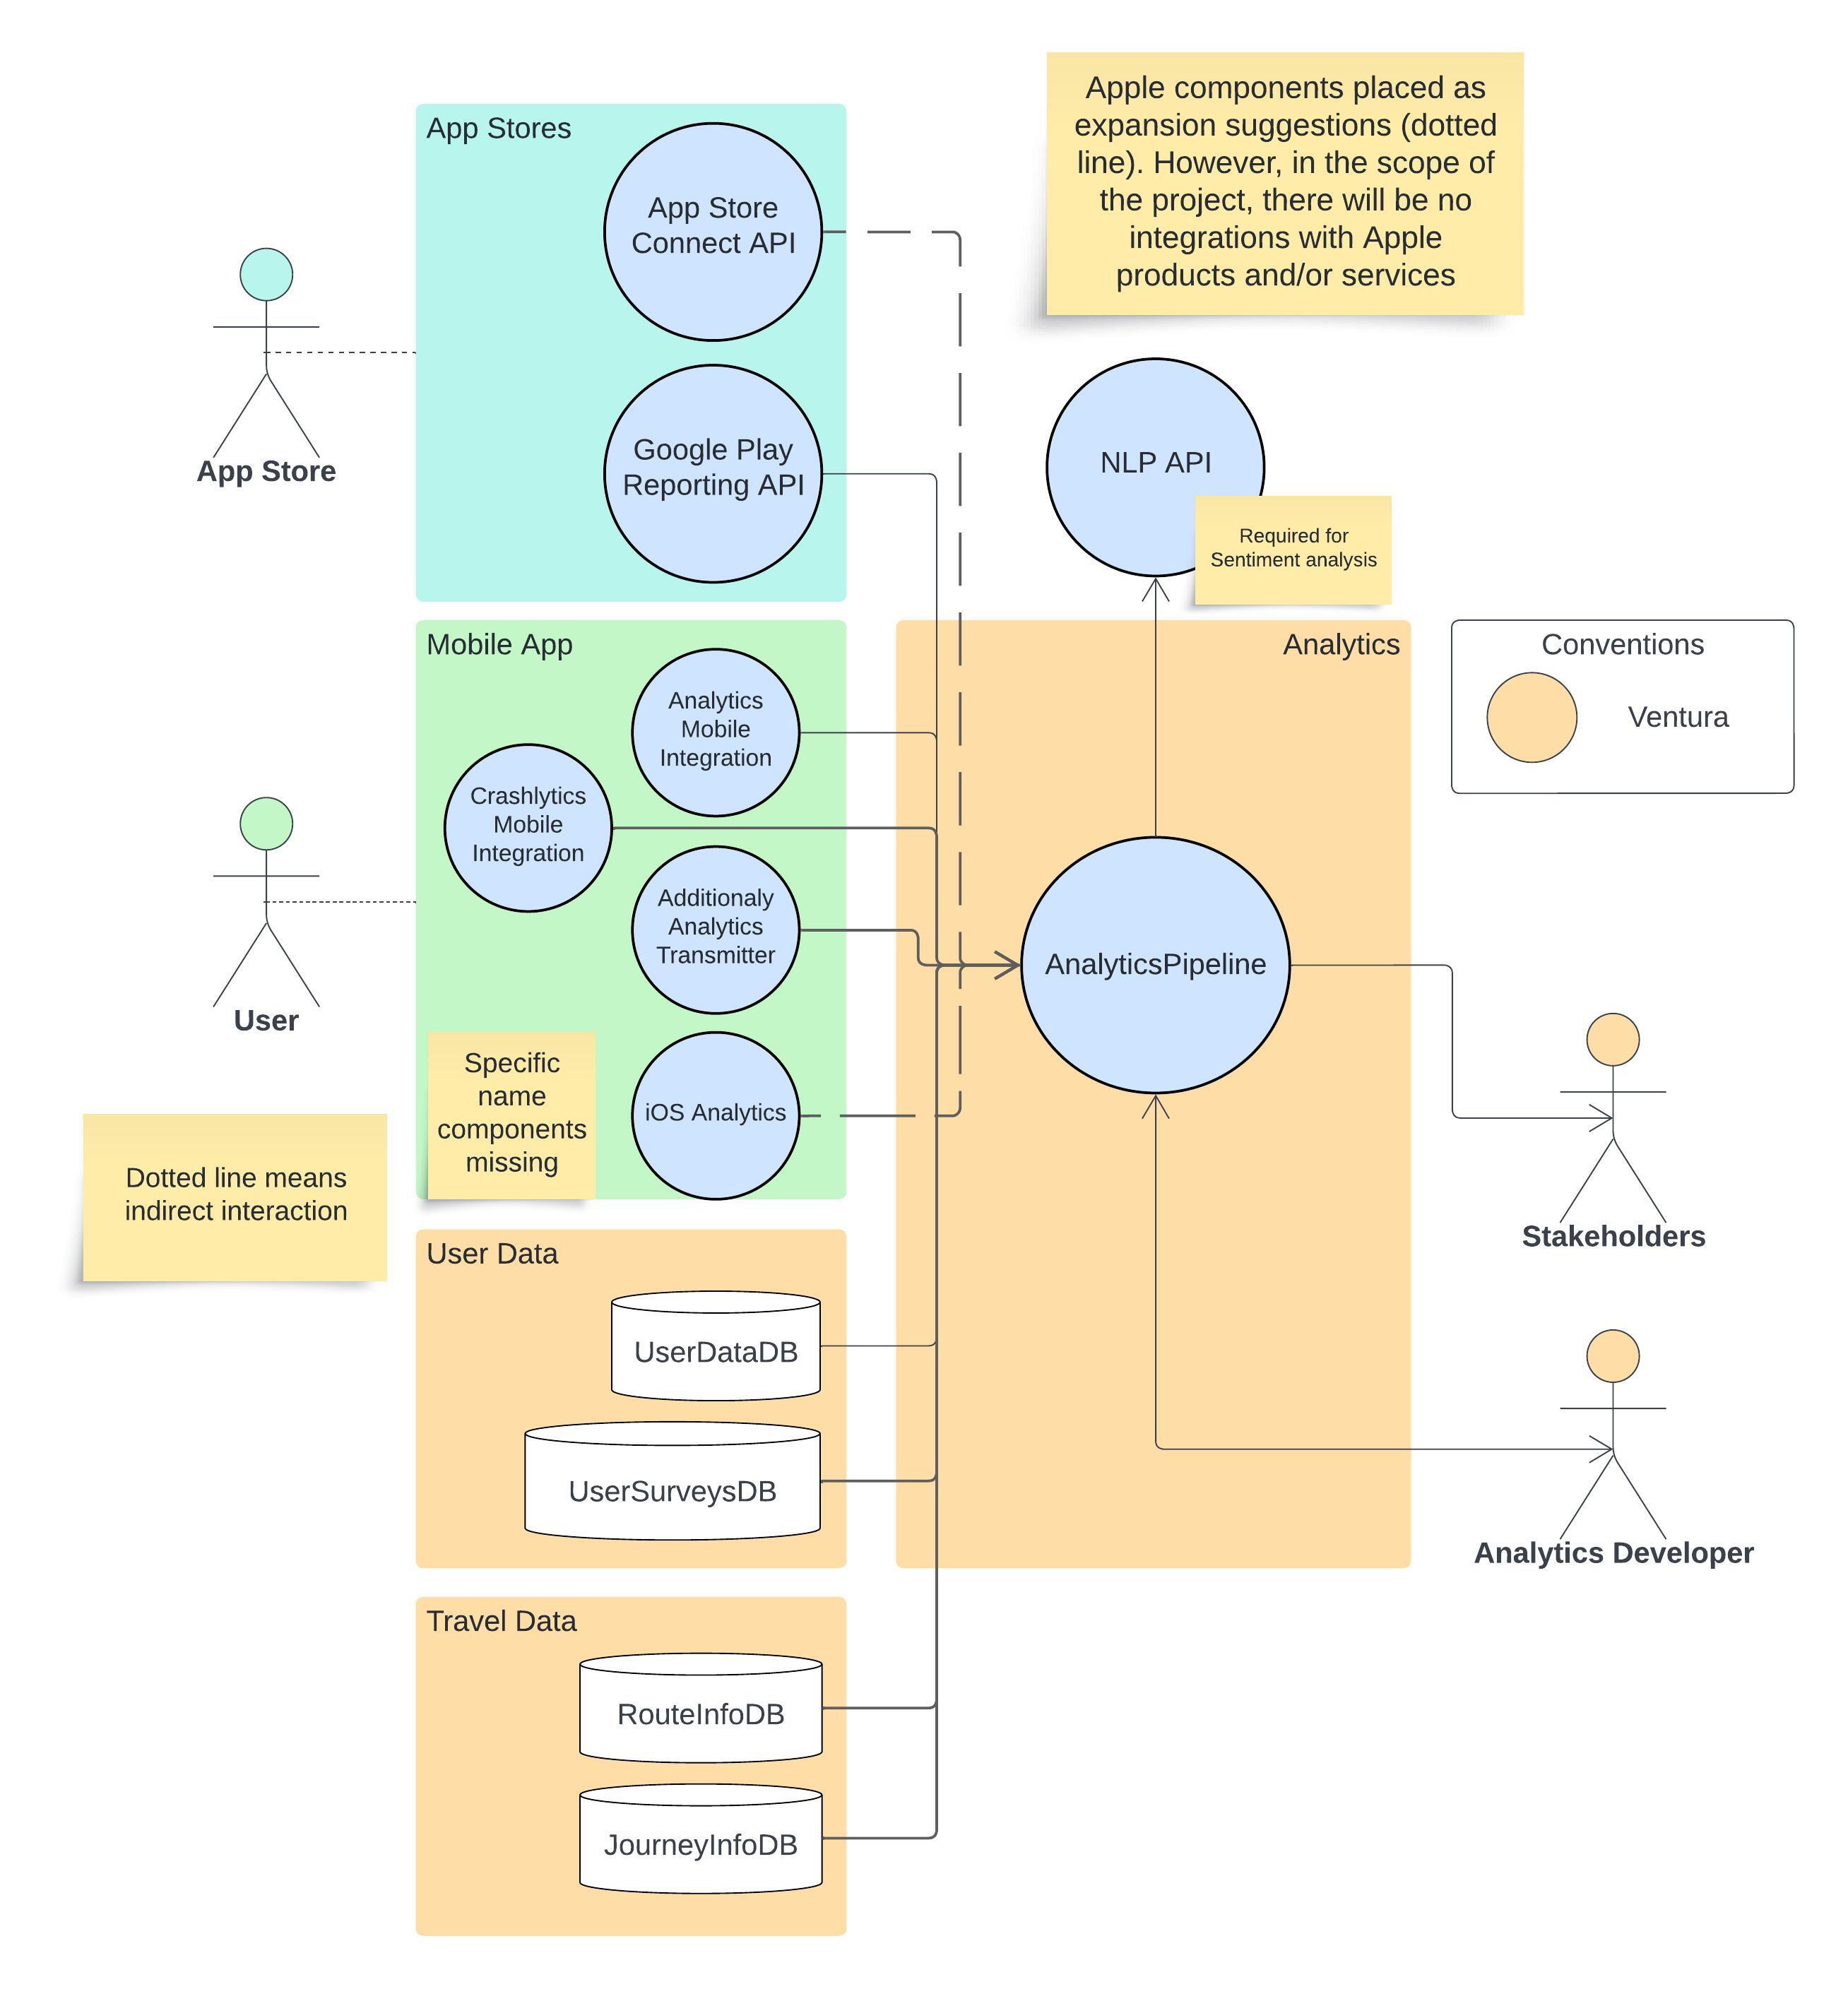 Apple components placed as
expansion suggestions (dotted
line). However, in the scope of
the project, there will be no
integrations with Apple
products and/or services
App Stores
App Store
Connect API
Google Play
Reporting API
App Store
NLP API
Required for
Sentiment analysis
Mobile App
Analytics
Mobile
Integration
Crashlytics
Mobile
Integration
Additionaly
Analytics
Transmitter
iOS Analytics
Specific
name
components
missing
User
Dotted line means
indirect interaction
Analytics
AnalyticsPipeline
Conventions
Ventura
Stakeholders
Analytics Developer
User Data
UserDataDB
UserSurveysDB
Travel Data
RouteInfoDB
JourneyInfoDB